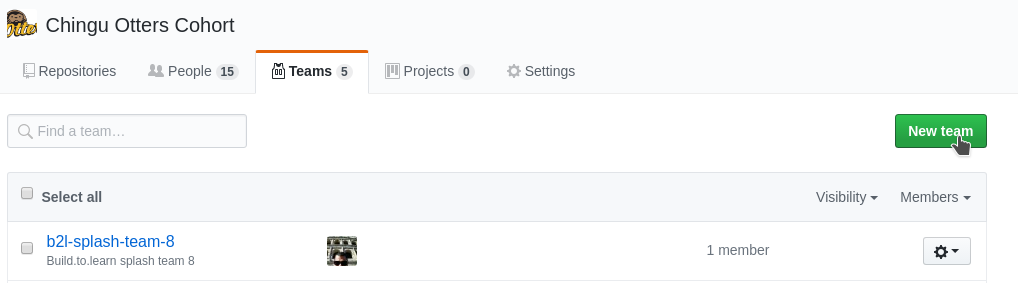 Otte
Chingu Otters Cohort
Repositories People 15 Teams 5 Projects 0 Settings
Find a team…
New team
Select all Visibility Members
b2l-splash-team-8
Build.to.learn splash team 8
1 member